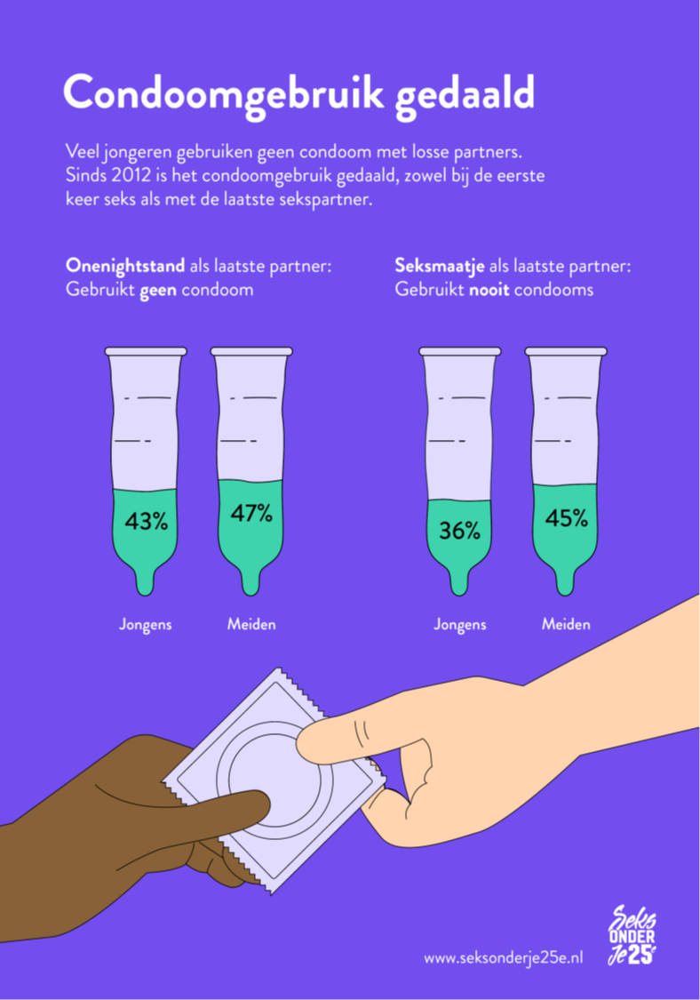 Condoomgebruik gedaald
Veel jongeren gebruiken geen condoom met losse partners.
Sinds 2012 is het condoomgebruik gedaald, zowel bij de eerste
keer seks als met de laatste sekspartner.
Onenightstand als laatste partner:
Gebruikt geen condoom
Seksmaatje als laatste partner:
Gebruikt nooit condooms
43%
47%
36%
45%
Jongens
Meiden
Jongens
Meiden
www.seksonderje25e.nl
Seks
ONDER
Je 25e